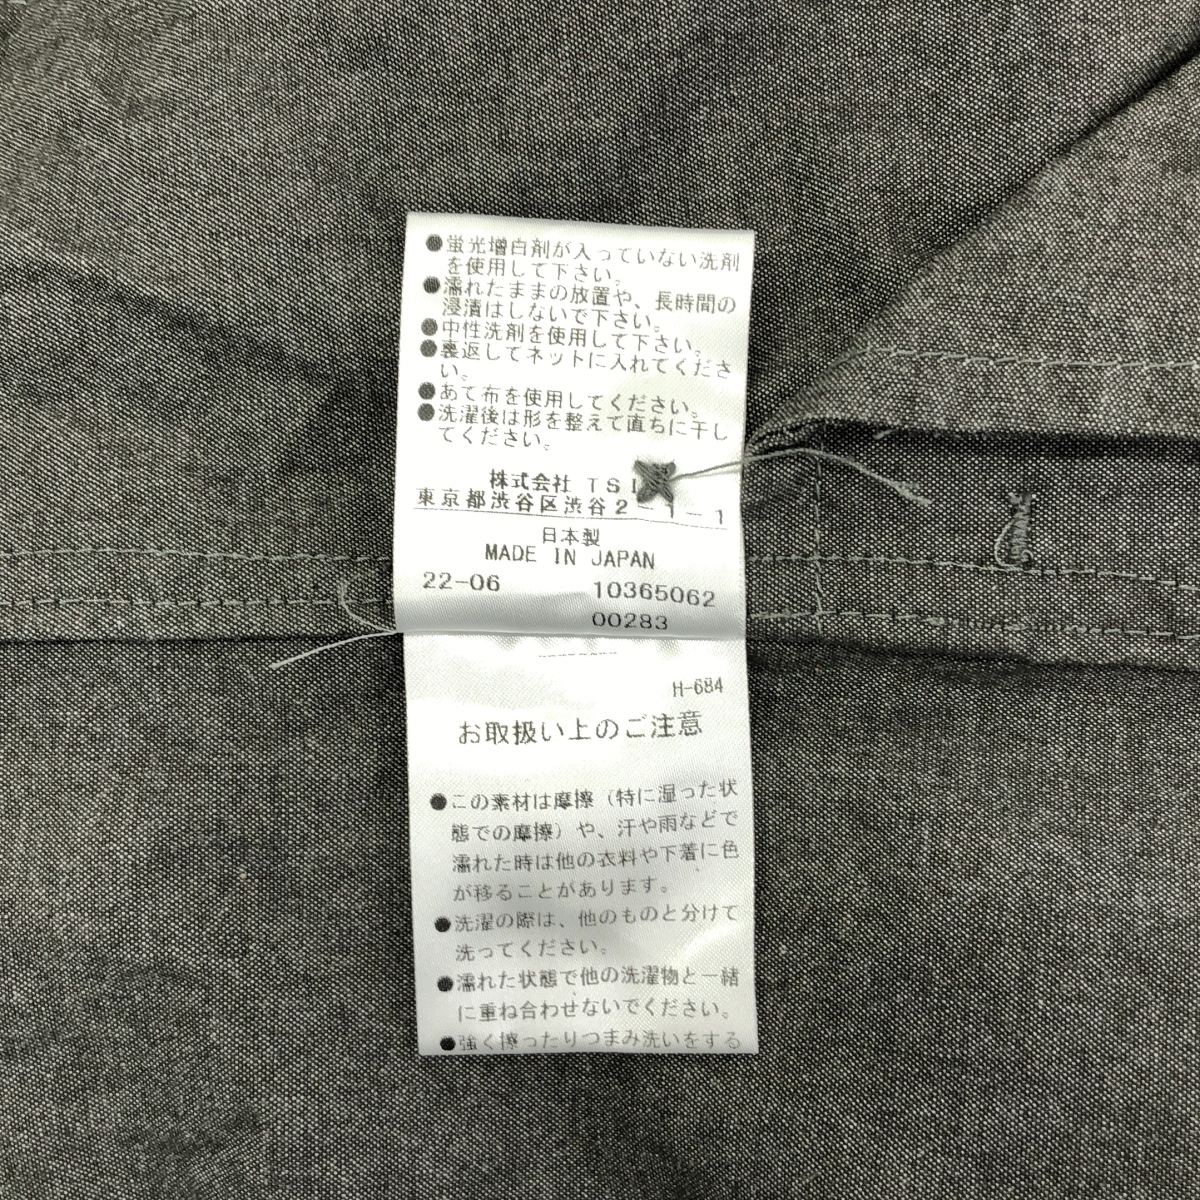 ●蛍光増白剤が入っていない洗剤
を使用して下さい。
●濡れたままの放置や、長時間の
浸漬はしないで下さい。
●中性洗剤を使用して下さい。
●裏返してネットに入れてくださ
い。
●あて布を使用してください。
●洗濯後は形を整えて直ちに干し
てください。
株式会社 TSI
東京都渋谷区渋谷2-1-1
日本製
MADE IN JAPAN
22-06 10365062
00283
H-684
お取扱い上のご注意
●この素材は摩擦(特に湿った状
態での摩擦)や、汗や雨などで
濡れた時は他の衣料や下着に色
が移ることがあります。
●洗濯の際は、他のものと分けて
洗ってください。
●濡れた状態で他の洗濯物と一緒
に重ね合わせないでください。
●強く擦ったりつまみ洗いをする